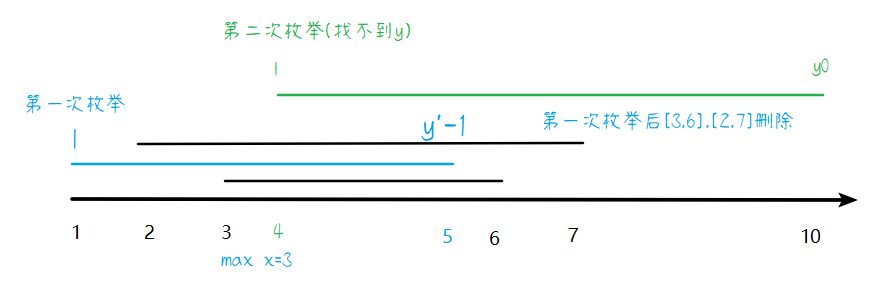 第二次枚举(找不到y)
l
y0
第一次枚举
l
y'-1
第一次枚举后[3,6],[2,7]删除
1 2 3 4 5 6 7 10
max x=3